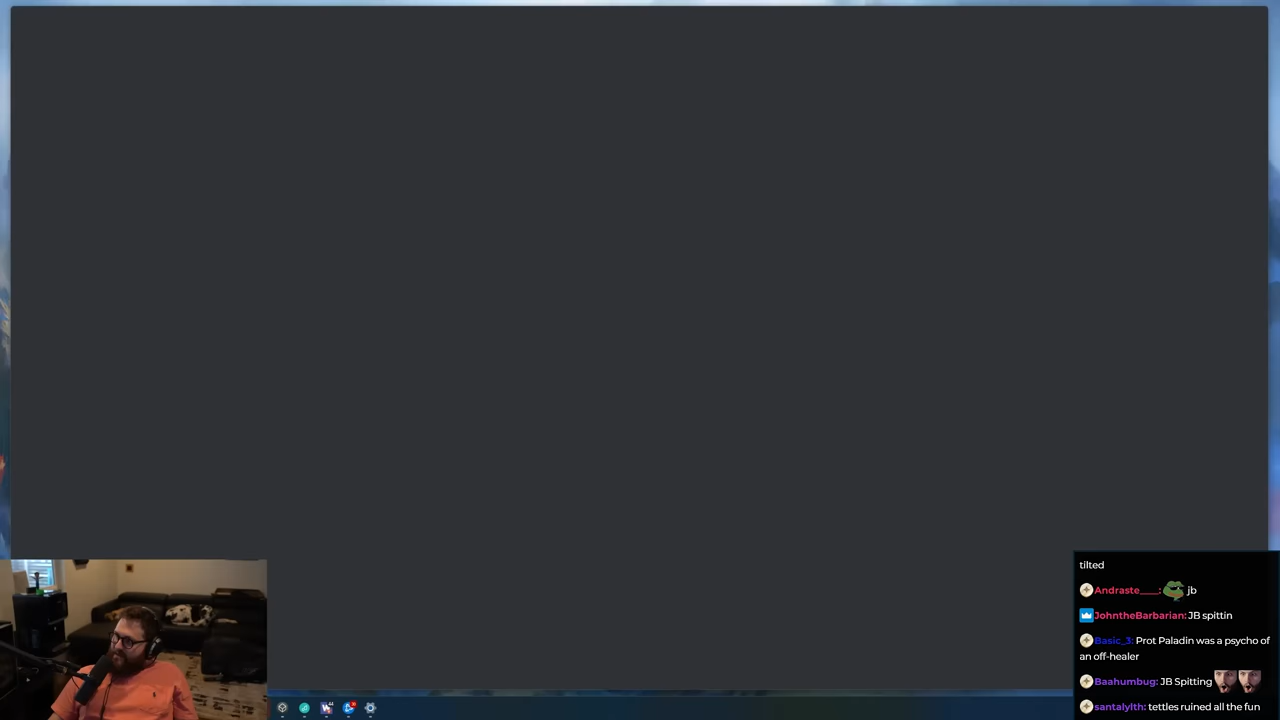 tilted
Andraste____: jb
JohntheBarbarian: JB spittin
Basic_3: Prot Paladin was a psycho of
an off-healer
Baahumbug: JB Spitting
santalylth: tettles ruined all the fun